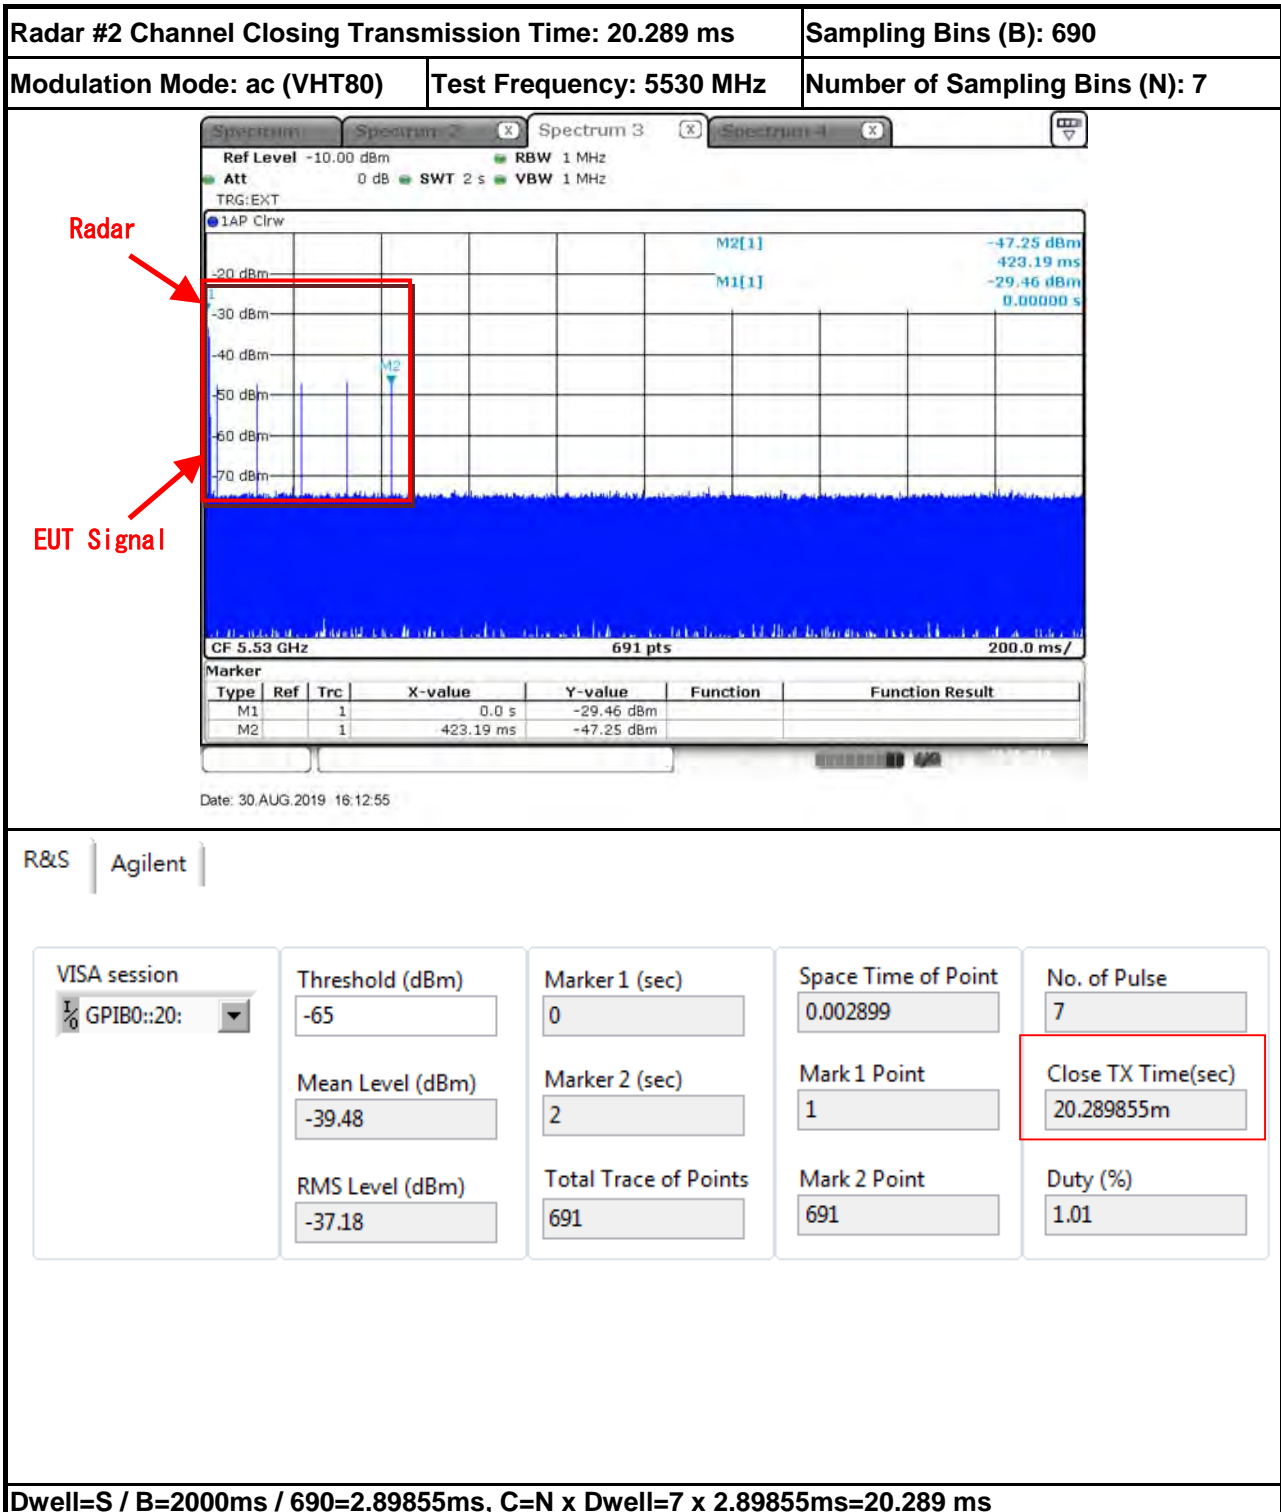 Radar #2 Channel Closing Transmission Time: 20.289 ms
Sampling Bins (B): 690
Modulation Mode: ac (VHT80)
Test Frequency: 5530 MHz
Number of Sampling Bins (N): 7
Spectrum
Spectrum 2
Spectrum 3
Spectrum 4
Ref Level -10.00 dBm
RBW 1 MHz
Att 0 dB
SWT 2 s
VBW 1 MHz
TRG:EXT
1AP Clrw
Radar
M2[1] -47.25 dBm
423.19 ms
M1[1] -29.46 dBm
0.00000 s
-20 dBm
-30 dBm
-40 dBm
M2
-50 dBm
-60 dBm
-70 dBm
EUT Signal
CF 5.53 GHz
691 pts
200.0 ms/
Marker
Type Ref Trc X-value Y-value Function Function Result
M1 1 0.0 s -29.46 dBm
M2 1 423.19 ms -47.25 dBm
Date: 30.AUG.2019 16:12:55
R&S
Agilent
VISA session
GPIB0::20:
Threshold (dBm)
-65
Mean Level (dBm)
-39.48
RMS Level (dBm)
-37.18
Marker 1 (sec)
0
Marker 2 (sec)
2
Total Trace of Points
691
Space Time of Point
0.002899
Mark 1 Point
1
Mark 2 Point
691
No. of Pulse
7
Close TX Time(sec)
20.289855m
Duty (%)
1.01
Dwell=S / B=2000ms / 690=2.89855ms, C=N x Dwell=7 x 2.89855ms=20.289 ms